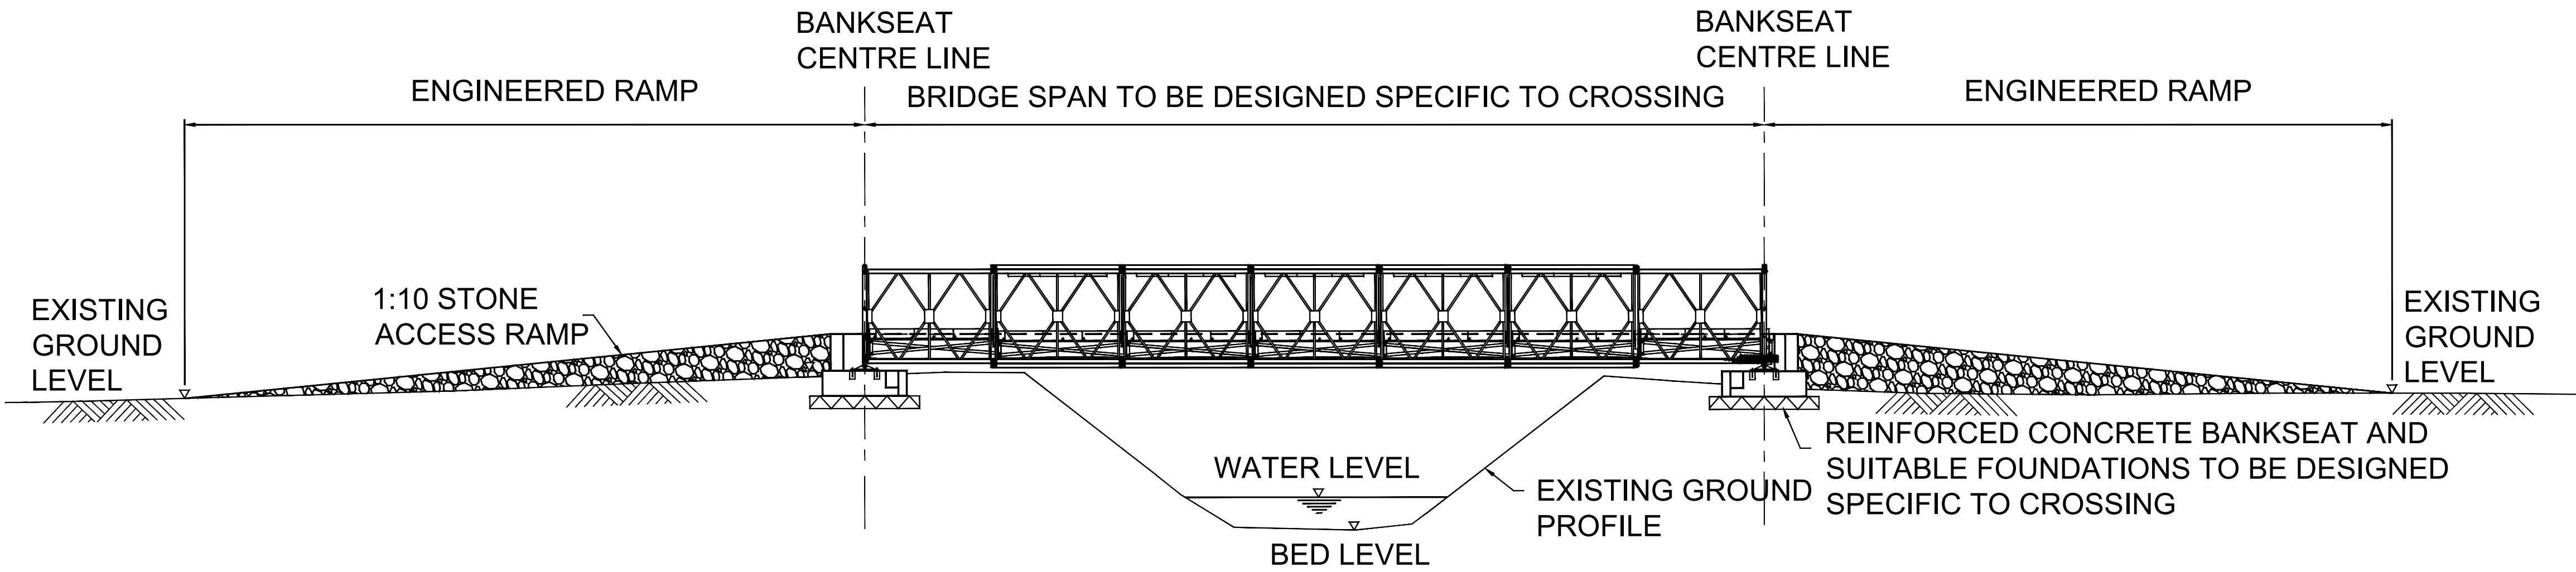 BANKSEAT
CENTRE LINE
BANKSEAT
CENTRE LINE
ENGINEERED RAMP
BRIDGE SPAN TO BE DESIGNED SPECIFIC TO CROSSING
ENGINEERED RAMP
EXISTING
GROUND
LEVEL
1:10 STONE
ACCESS RAMP
EXISTING
GROUND
LEVEL
WATER LEVEL
BED LEVEL
EXISTING GROUND
PROFILE
REINFORCED CONCRETE BANKSEAT AND
SUITABLE FOUNDATIONS TO BE DESIGNED
SPECIFIC TO CROSSING